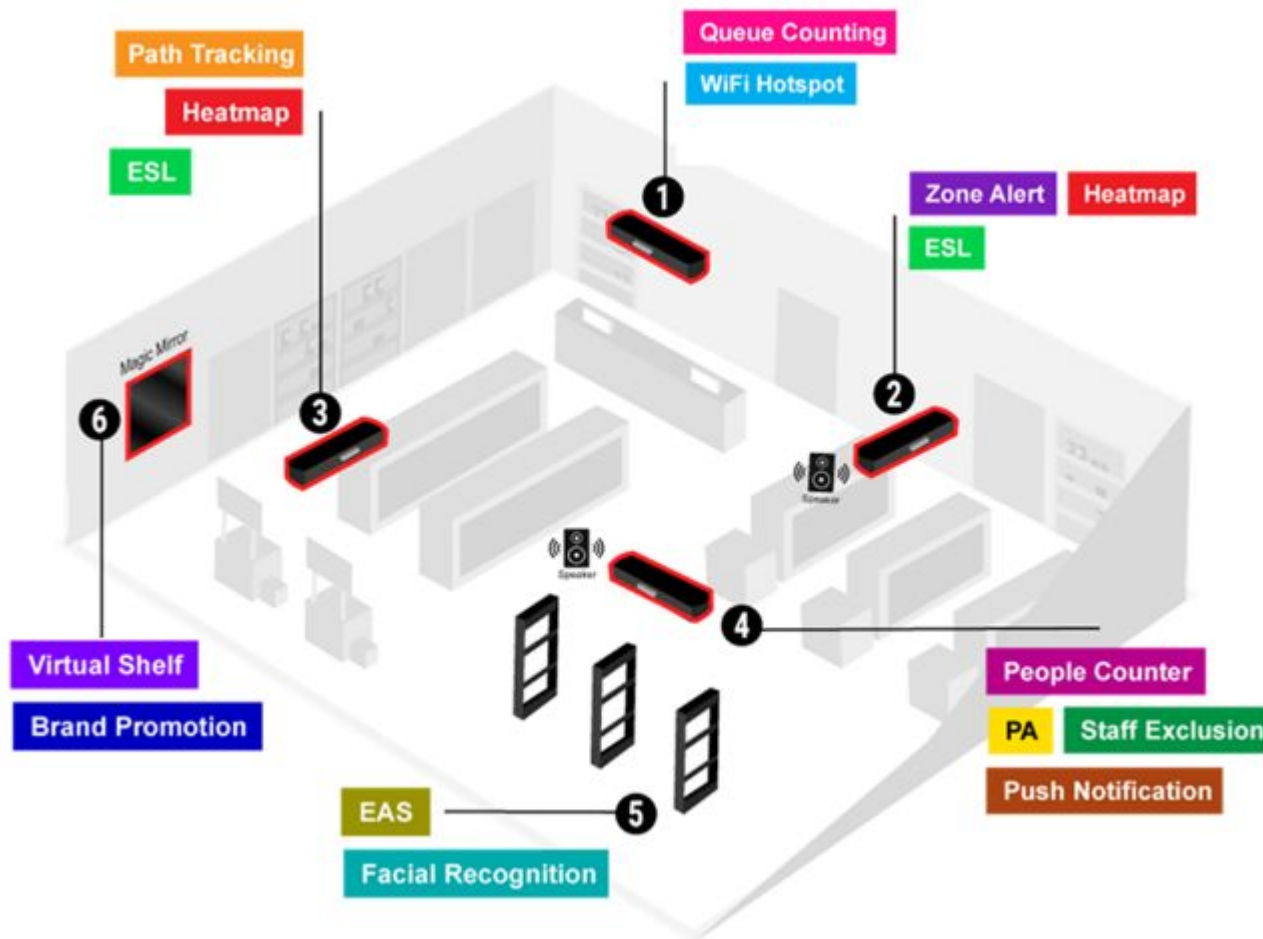 Queue Counting
Path Tracking
WiFi Hotspot
Heatmap
ESL
1
Zone Alert Heatmap
ESL
Magic Mirror
2
3
6
Speaker
Speaker
4
Virtual Shelf
People Counter
Brand Promotion
PA Staff Exclusion
Push Notification
EAS
5
Facial Recognition